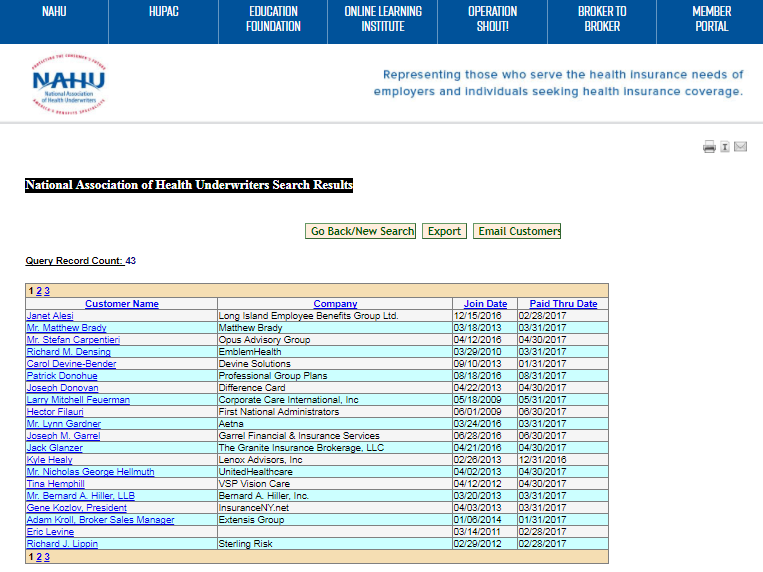 NAHU HUPAC EDUCATION FOUNDATION ONLINE LEARNING INSTITUTE OPERATION SHOUT! BROKER TO BROKER MEMBER PORTAL
PROTECTING THE CONSUMER'S FUTURE
NAHU
National Association
of Health Underwriters
AMERICA'S BENEFITS SPECIALISTS
Representing those who serve the health insurance needs of
employers and individuals seeking health insurance coverage.
National Association of Health Underwriters Search Results
Go Back/New Search Export Email Customers
Query Record Count: 43
1 2 3
Customer Name Company Join Date Paid Thru Date
Janet Alesi Long Island Employee Benefits Group Ltd. 12/15/2016 02/28/2017
Mr. Matthew Brady Matthew Brady 03/18/2013 03/31/2017
Mr. Stefan Carpentieri Opus Advisory Group 04/12/2016 04/30/2017
Richard M. Densing EmblemHealth 03/29/2010 03/31/2017
Carol Devine-Bender Devine Solutions 09/10/2013 01/31/2017
Patrick Donohue Professional Group Plans 08/18/2016 08/31/2017
Joseph Donovan Difference Card 04/22/2013 04/30/2017
Larry Mitchell Feuerman Corporate Care International, Inc 05/18/2009 05/31/2017
Hector Filauri First National Administrators 06/01/2009 06/30/2017
Mr. Lynn Gardner Aetna 03/24/2016 03/31/2017
Joseph M. Garrel Garrel Financial & Insurance Services 06/28/2016 06/30/2017
Jack Glanzer The Granite Insurance Brokerage, LLC 04/21/2016 04/30/2017
Kyle Healy Lenox Advisors, Inc 02/26/2013 12/31/2016
Mr. Nicholas George Hellmuth UnitedHealthcare 04/02/2013 04/30/2017
Tina Hemphill VSP Vision Care 04/12/2012 04/30/2017
Mr. Bernard A. Hiller, LLB Bernard A. Hiller, Inc. 03/20/2013 03/31/2017
Gene Kozlov, President InsuranceNY.net 04/03/2013 03/31/2017
Adam Kroll, Broker Sales Manager Extensis Group 01/06/2014 01/31/2017
Eric Levine 03/14/2011 02/28/2017
Richard J. Lippin Sterling Risk 02/29/2012 02/28/2017
1 2 3